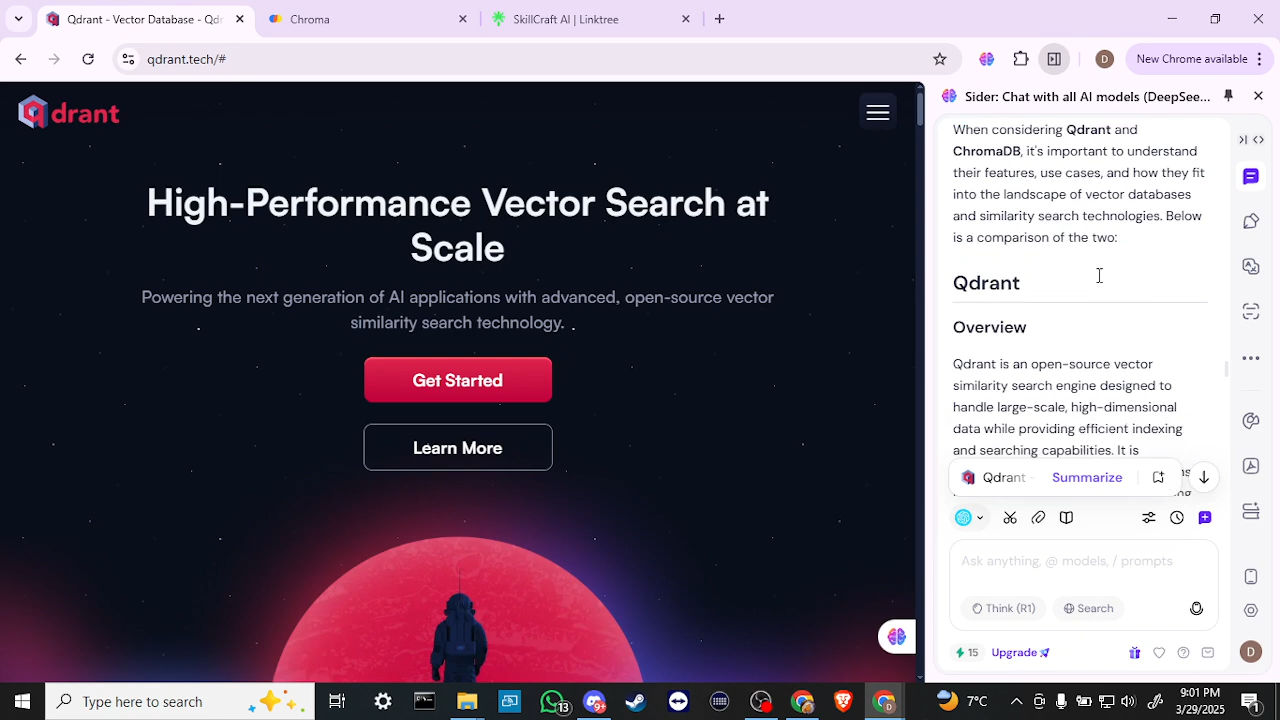 Qdrant - Vector Database - Qd
Chroma
SkillCraft AI | Linktree
qdrant.tech/#
D
New Chrome available
Sider: Chat with all AI models (DeepSee...
qdrant
High-Performance Vector Search at
Scale
Powering the next generation of AI applications with advanced, open-source vector
similarity search technology.
Get Started
Learn More
When considering Qdrant and
ChromaDB, it's important to understand
their features, use cases, and how they fit
into the landscape of vector databases
and similarity search technologies. Below
is a comparison of the two:
Qdrant
Overview
Qdrant is an open-source vector
similarity search engine designed to
handle large-scale, high-dimensional
data while providing efficient indexing
and searching capabilities. It is
Qdrant -
Summarize
Ask anything, @ models, / prompts
Think (R1)
Search
15
Upgrade
D
Type here to search
13
9+
7°C
9:01 PM
3/29/2025
1